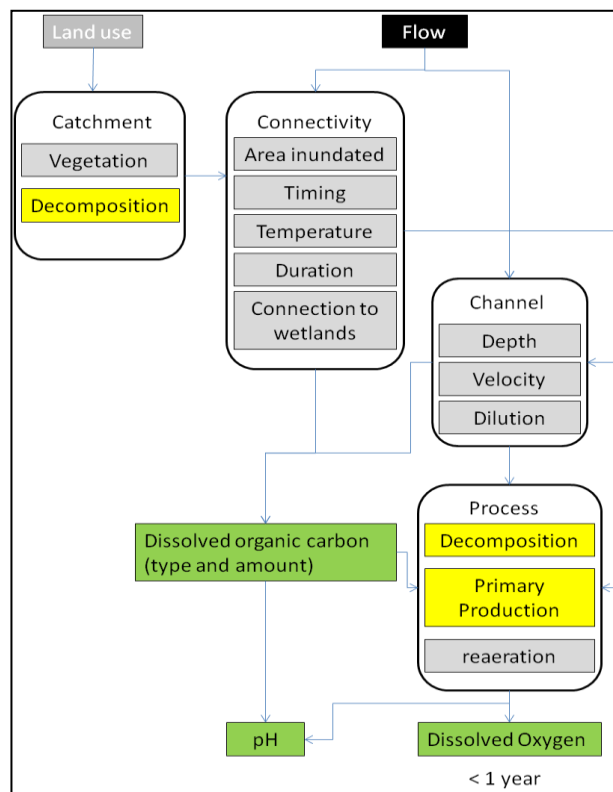 Land use
Flow
Catchment
Vegetation
Decomposition
Connectivity
Area inundated
Timing
Temperature
Duration
Connection to
wetlands
Channel
Depth
Velocity
Dilution
Process
Decomposition
Primary
Production
reaeration
Dissolved organic carbon
(type and amount)
pH
Dissolved Oxygen
< 1 year